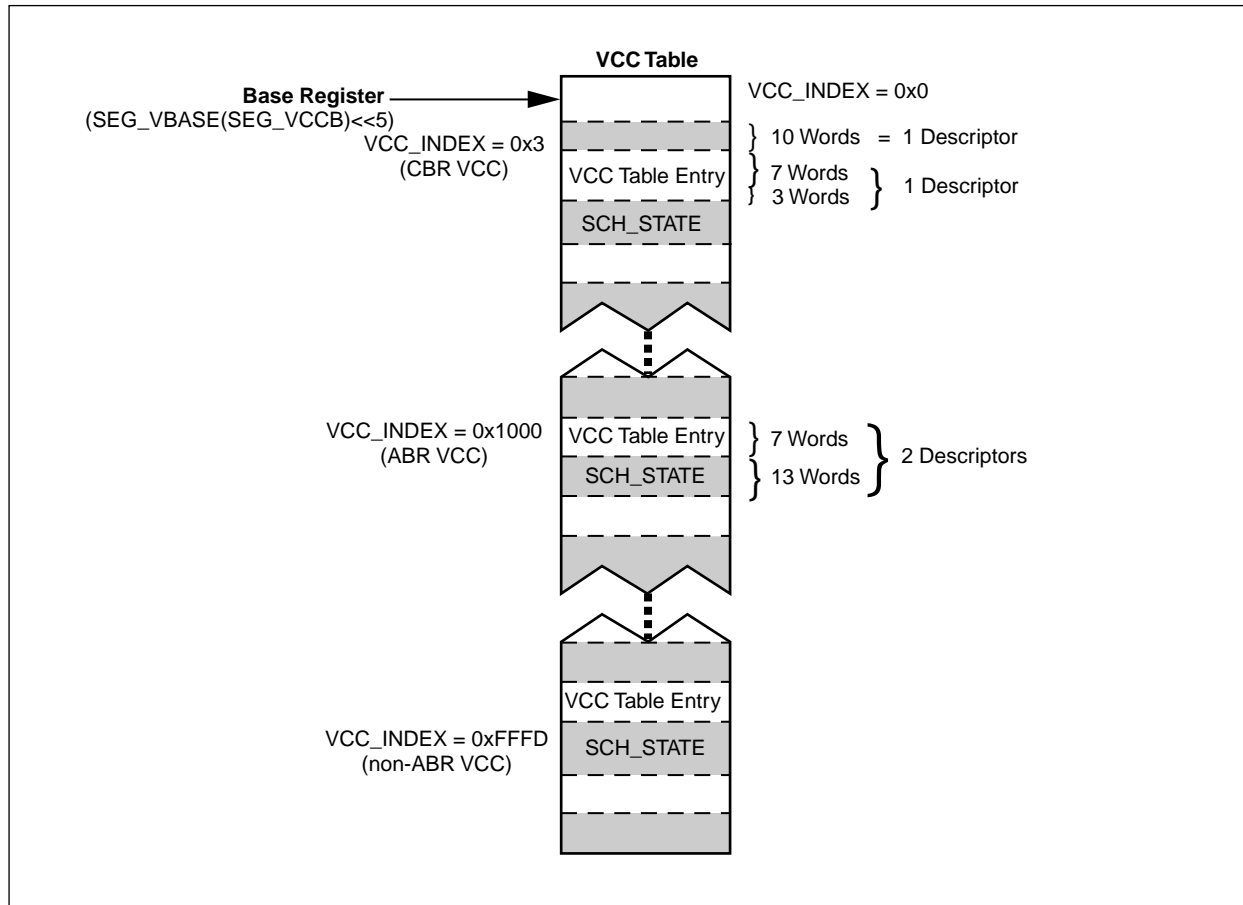 VCC Table
Base Register
(SEG_VBASE(SEG_VCCB)<<5)
VCC_INDEX = 0x0
VCC_INDEX = 0x3
(CBR VCC)
10 Words = 1 Descriptor
VCC Table Entry
7 Words
3 Words
1 Descriptor
SCH_STATE
VCC_INDEX = 0x1000
(ABR VCC)
VCC Table Entry
7 Words
SCH_STATE
13 Words
2 Descriptors
VCC Table Entry
VCC_INDEX = 0xFFFD
(non-ABR VCC)
SCH_STATE